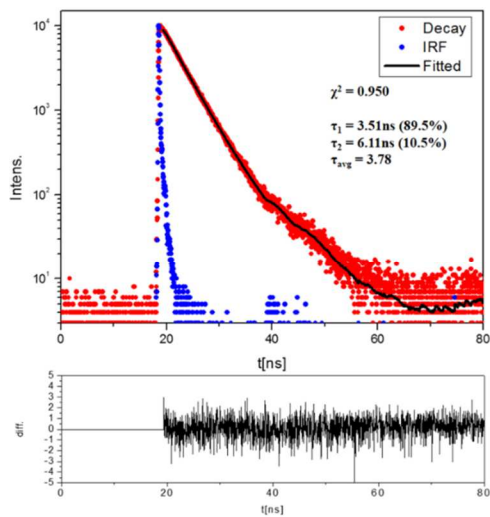 10⁴
10³
10²
10¹
Intens.
Decay
IRF
Fitted
χ² = 0.950
τ₁ = 3.51ns (89.5%)
τ₂ = 6.11ns (10.5%)
τavg = 3.78
0 20 40 60 80
t[ns]
5
4
3
2
1
0
-1
-2
-3
-4
-5
diff.
0 20 40 60 80
t[ns]